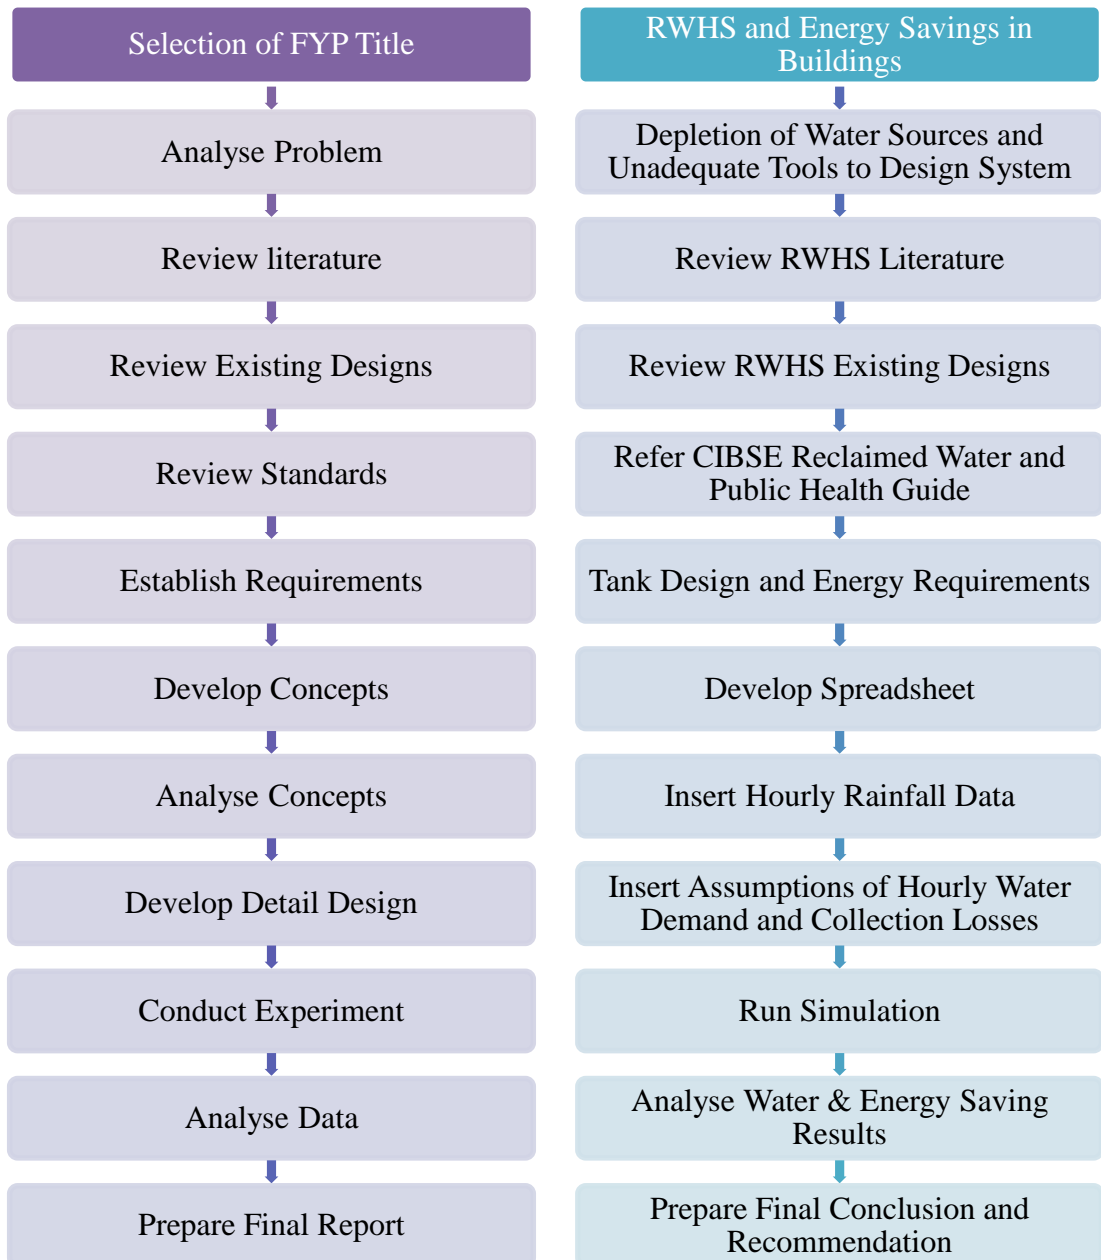 Selection of FYP Title
Analyse Problem
Review literature
Review Existing Designs
Review Standards
Establish Requirements
Develop Concepts
Analyse Concepts
Develop Detail Design
Conduct Experiment
Analyse Data
Prepare Final Report
RWHS and Energy Savings in
Buildings
Depletion of Water Sources and
Unadequate Tools to Design System
Review RWHS Literature
Review RWHS Existing Designs
Refer CIBSE Reclaimed Water and
Public Health Guide
Tank Design and Energy Requirements
Develop Spreadsheet
Insert Hourly Rainfall Data
Insert Assumptions of Hourly Water
Demand and Collection Losses
Run Simulation
Analyse Water & Energy Saving
Results
Prepare Final Conclusion and
Recommendation